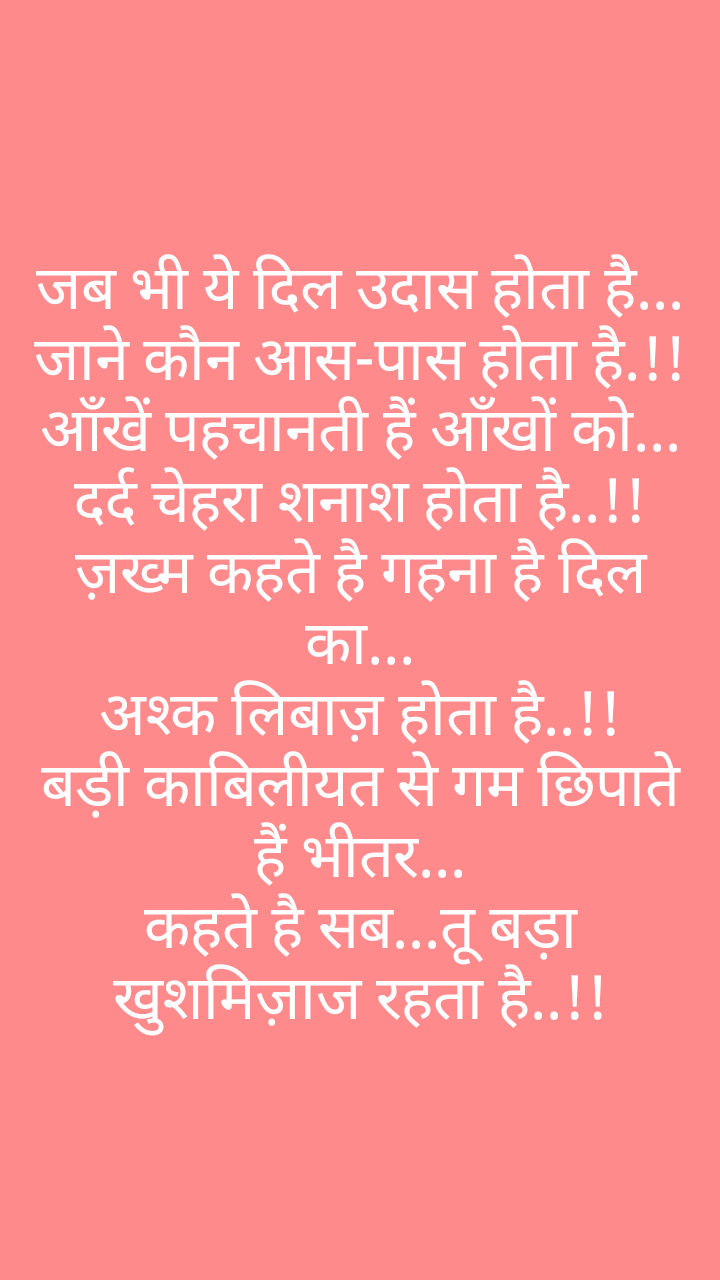 जब भी ये दिल उदास होता है...
जाने कौन आस-पास होता है.!!
आँखें पहचानती हैं आँखों को...
दर्द चेहरा शनाश होता है..!!
ज़ख्म कहते है गहना है दिल
का...
अश्क लिबाज़ होता है..!!
बड़ी काबिलीयत से गम छिपाते
हैं भीतर...
कहते है सब...तू बड़ा
खुशमिज़ाज रहता है..!!